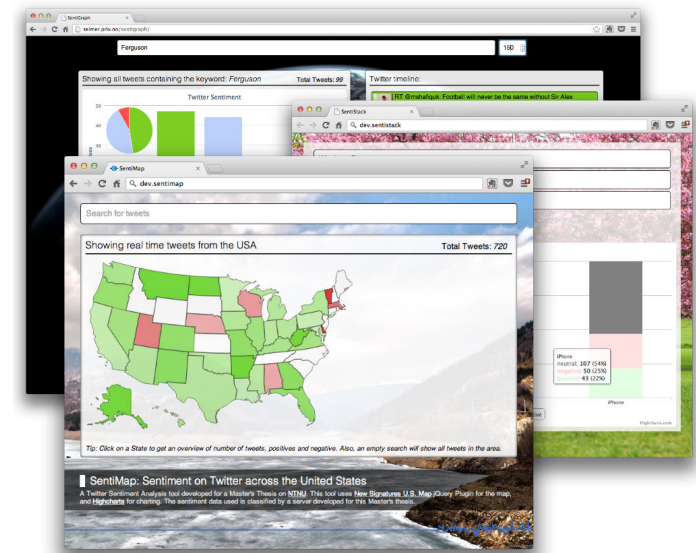 SentiGraph
selmer.priv.no/sentigraph/
Ferguson
150
Showing all tweets containing the keyword: Ferguson
Total Tweets: 99
Twitter timeline:
Twitter Sentiment
50
40
30
RT @mshafiquk: Football will never be the same without Sir Alex
SentiStack
dev.sentistack
iPhone
neutral: 107 (54%)
negative: 50 (25%)
positive: 43 (22%)
iPhone
Highcharts.com
SentiMap
dev.sentimap
Search for tweets
Showing real time tweets from the USA
Total Tweets: 720
Tip: Click on a State to get an overview of number of tweets, positives and negative. Also, an empty search will show all tweets in the area.
SentiMap: Sentiment on Twitter across the United States
A Twitter Sentiment Analysis tool developed for a Master's Thesis on NTNU. This tool uses New Signatures U.S. Map jQuery Plugin for the map,
and Highcharts for charting. The sentiment data used is classified by a server developed for this Master's thesis.